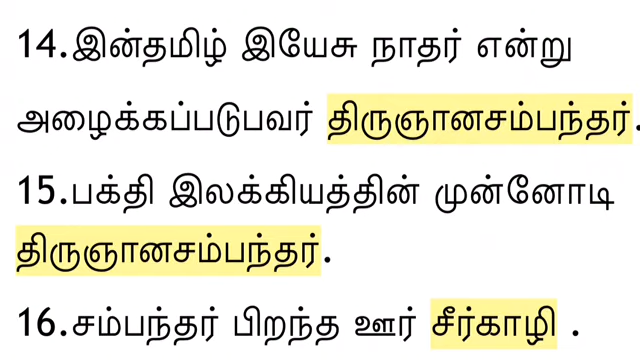 14.இன்தமிழ் இயேசு நாதர் என்று
அழைக்கப்படுபவர் திருஞானசம்பந்தர்.
15.பக்தி இலக்கியத்தின் முன்னோடி
திருஞானசம்பந்தர்.
16.சம்பந்தர் பிறந்த ஊர் சீர்காழி .